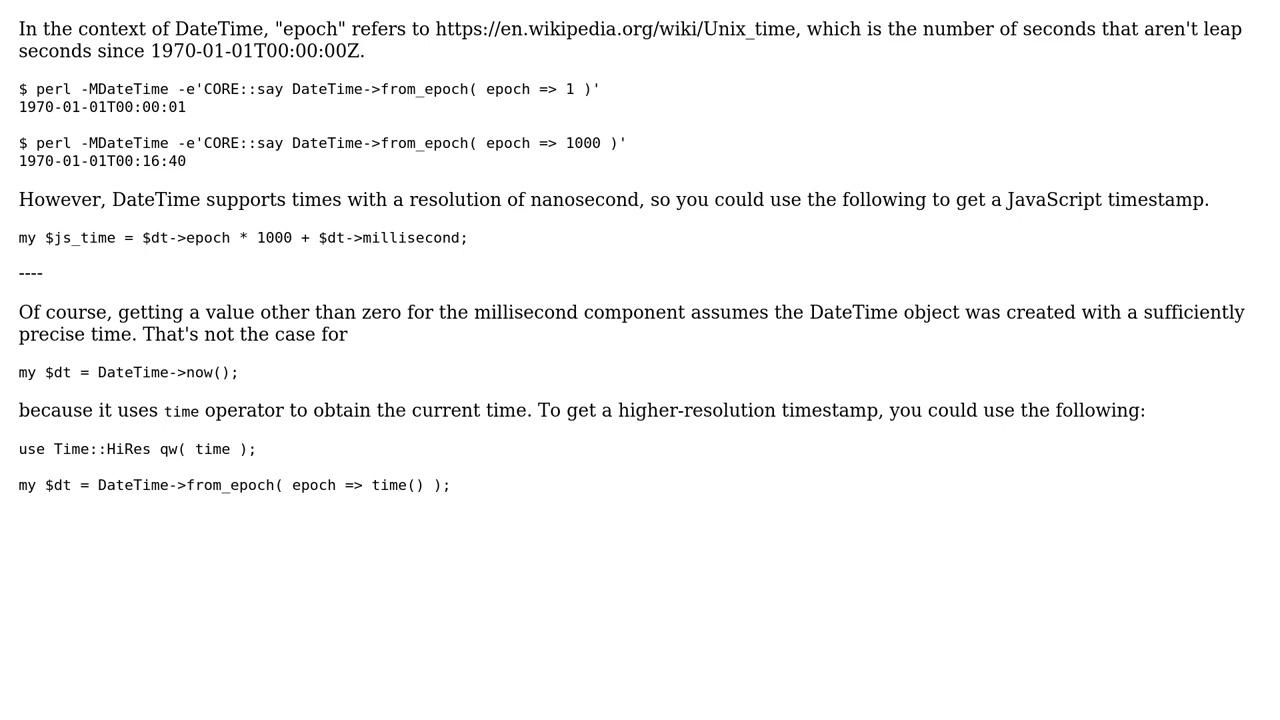 In the context of DateTime, "epoch" refers to https://en.wikipedia.org/wiki/Unix_time, which is the number of seconds that aren't leap
seconds since 1970-01-01T00:00:00Z.
$ perl -MDateTime -e'CORE::say DateTime->from_epoch( epoch => 1 )'
1970-01-01T00:00:01
$ perl -MDateTime -e'CORE::say DateTime->from_epoch( epoch => 1000 )'
1970-01-01T00:16:40
However, DateTime supports times with a resolution of nanosecond, so you could use the following to get a JavaScript timestamp.
my $js_time = $dt->epoch * 1000 + $dt->millisecond;
----
Of course, getting a value other than zero for the millisecond component assumes the DateTime object was created with a sufficiently
precise time. That's not the case for
my $dt = DateTime->now();
because it uses time operator to obtain the current time. To get a higher-resolution timestamp, you could use the following:
use Time::HiRes qw( time );
my $dt = DateTime->from_epoch( epoch => time() );